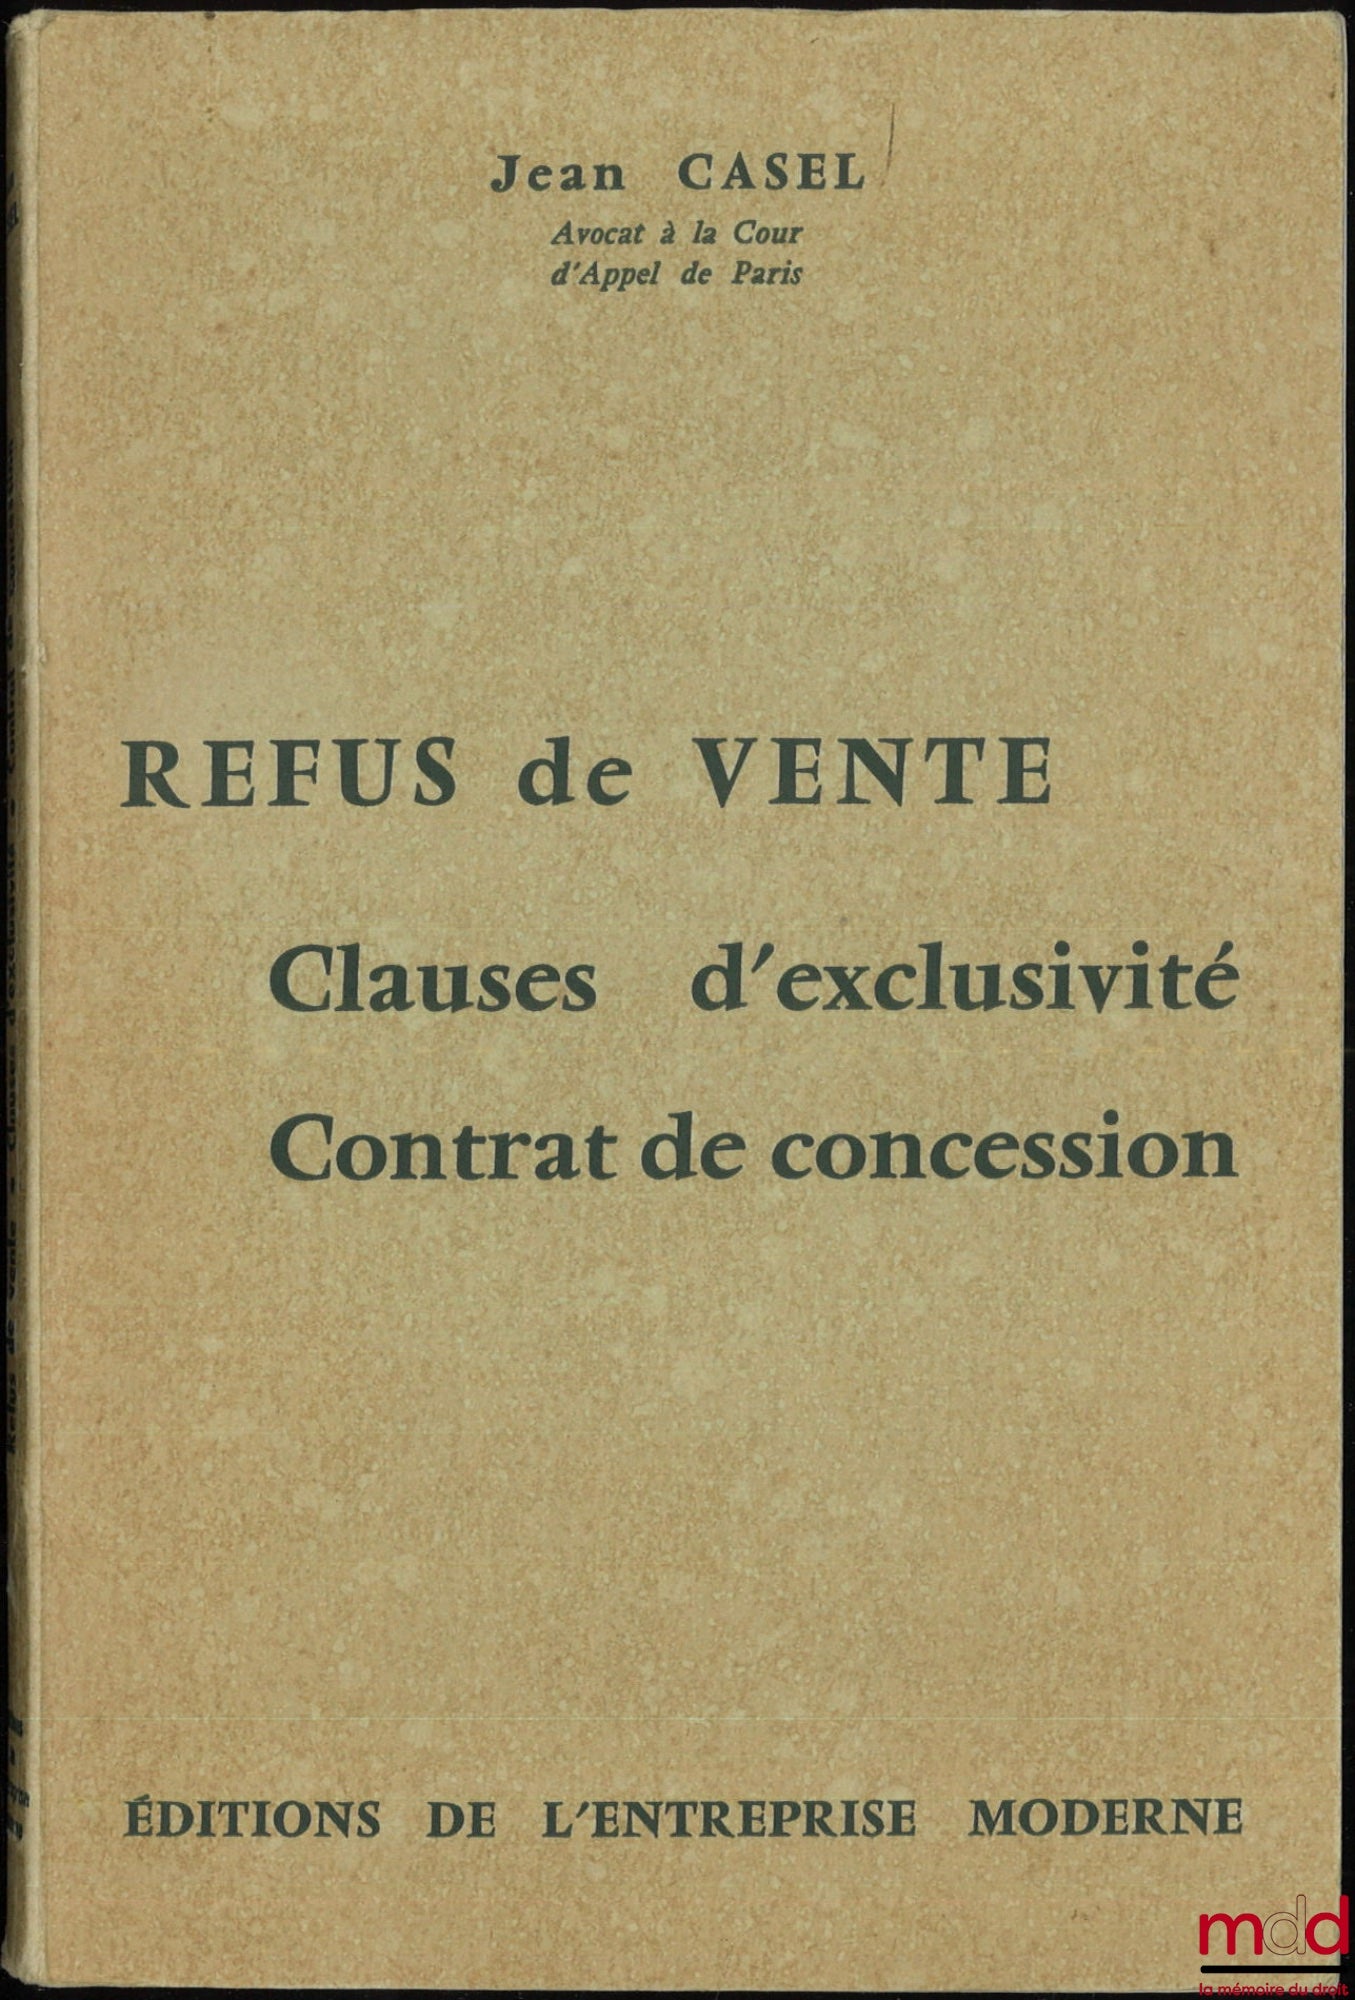 Jean CASEL
Avocat à la Cour
d'Appel de Paris
REFUS de VENTE
Clauses d'exclusivité
Contrat de concession
ÉDITIONS DE L'ENTREPRISE MODERNE
mdd
la mémoire du droit